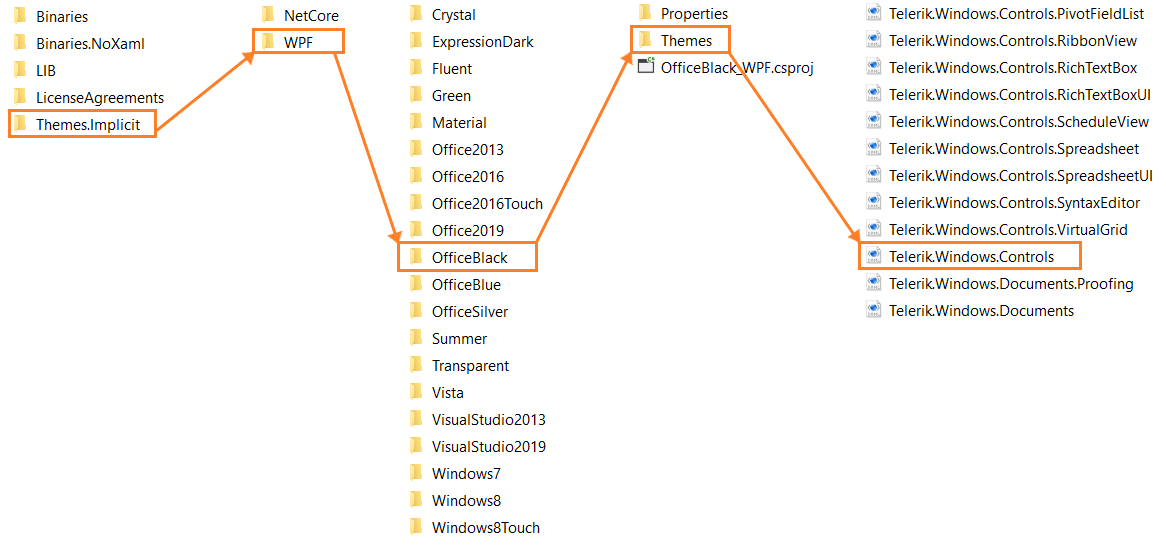 Binaries
Binaries.NoXaml
LIB
LicenseAgreements
Themes.Implicit
NetCore
WPF
Crystal
ExpressionDark
Fluent
Green
Material
Office2013
Office2016
Office2016Touch
Office2019
OfficeBlack
OfficeBlue
OfficeSilver
Summer
Transparent
Vista
VisualStudio2013
VisualStudio2019
Windows7
Windows8
Windows8Touch
Properties
Themes
OfficeBlack_WPF.csproj
Telerik.Windows.Controls.PivotFieldList
Telerik.Windows.Controls.RibbonView
Telerik.Windows.Controls.RichTextBox
Telerik.Windows.Controls.RichTextBoxUI
Telerik.Windows.Controls.ScheduleView
Telerik.Windows.Controls.Spreadsheet
Telerik.Windows.Controls.SpreadsheetUI
Telerik.Windows.Controls.SyntaxEditor
Telerik.Windows.Controls.VirtualGrid
Telerik.Windows.Controls
Telerik.Windows.Documents.Proofing
Telerik.Windows.Documents